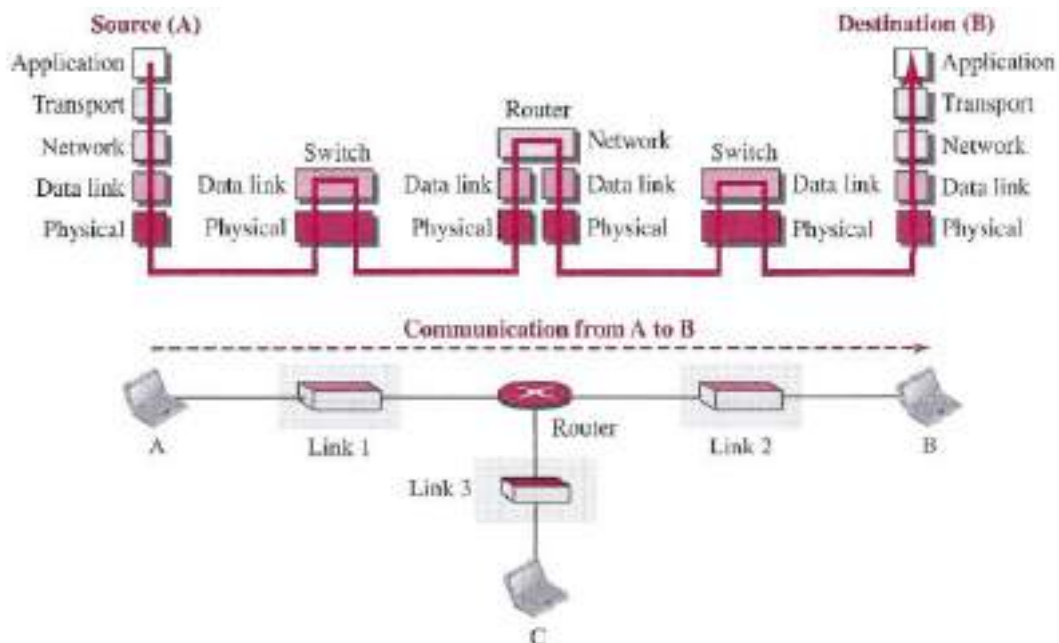 Source (A)
Destination (B)
Application
Application
Transport
Transport
Router
Network
Switch
Network
Switch
Network
Data link
Data link
Data link
Data link
Data link
Data link
Physical
Physical
Physical
Physical
Physical
Physical
Communication from A to B
A
Link 1
Router
Link 2
B
Link 3
C